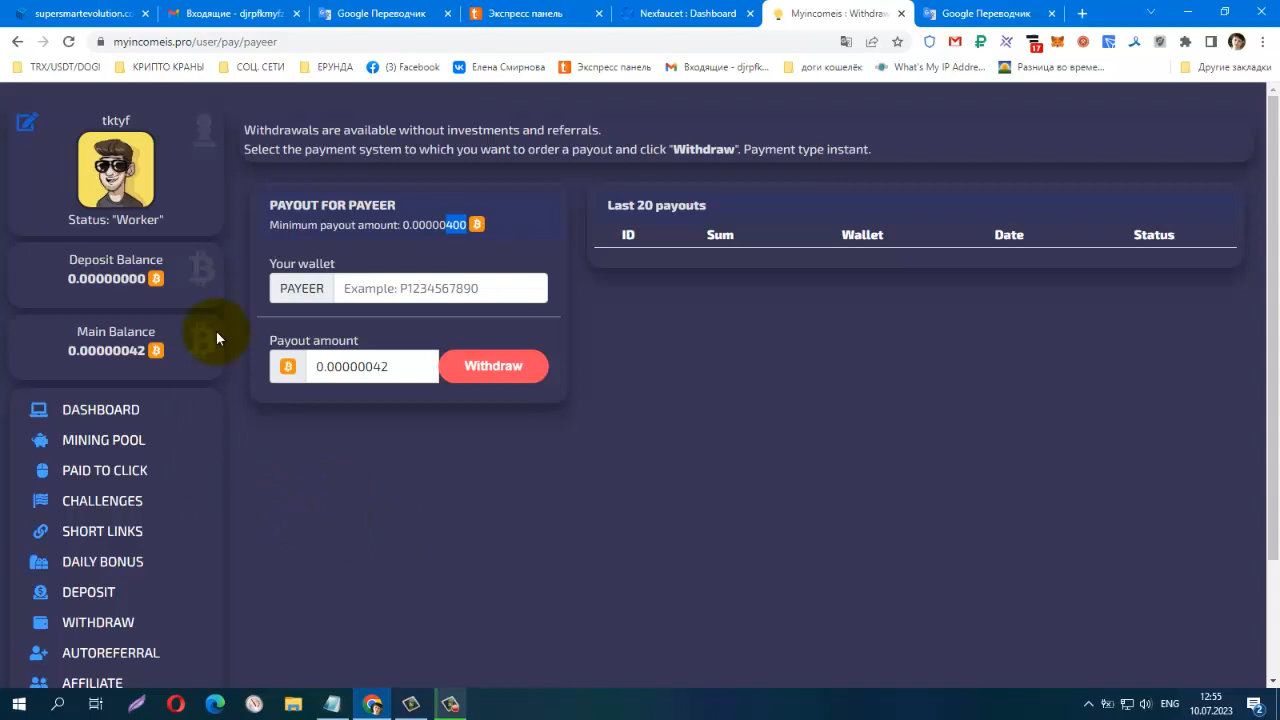 supersmartevolution.co
Входящие - djrpfkmyf
Google Переводчик
Экспресс панель
Nexfaucet : Dashboard
Myincomeis : Withdraw
Google Переводчик
myincomeis.pro/user/pay/payeer
17
TRX/USDT/DOGI
КРИПТО КРАНЫ
СОЦ. СЕТИ
ЕРУНДА
(3) Facebook
Елена Смирнова
Экспресс панель
Входящие - djrpfk...
доги кошелёк
What's My IP Addre...
Разница во време...
Другие закладки
tktyf
Status: "Worker"
Deposit Balance
0.00000000
Main Balance
0.00000042
DASHBOARD
MINING POOL
PAID TO CLICK
CHALLENGES
SHORT LINKS
DAILY BONUS
DEPOSIT
WITHDRAW
AUTOREFERRAL
AFFILIATE
Withdrawals are available without investments and referrals.
Select the payment system to which you want to order a payout and click "Withdraw". Payment type instant.
PAYOUT FOR PAYEER
Minimum payout amount: 0.00000400
Your wallet
PAYEER Example: P1234567890
Payout amount
0.00000042 Withdraw
Last 20 payouts
ID Sum Wallet Date Status
ENG
12:55
10.07.2023
2